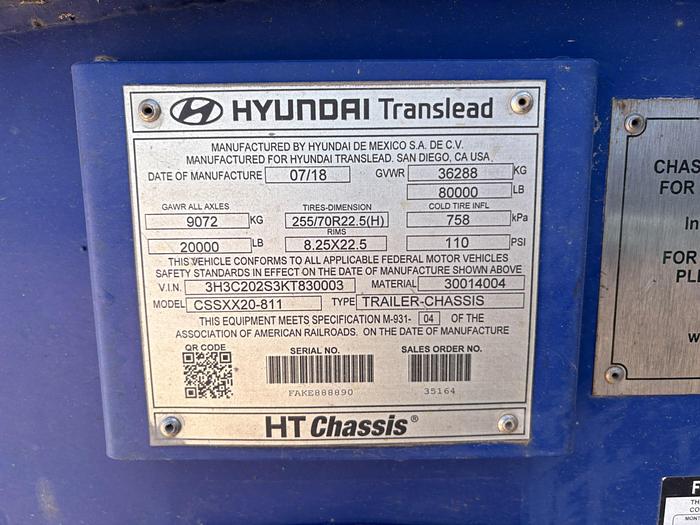 HYUNDAI Translead
MANUFACTURED BY HYUNDAI DE MEXICO S.A. DE C.V.
MANUFACTURED FOR HYUNDAI TRANSLEAD. SAN DIEGO, CA USA.
DATE OF MANUFACTURE 07/18 GVWR 36288 KG
80000 LB
GAWR ALL AXLES TIRES-DIMENSION COLD TIRE INFL
9072 KG 255/70R22.5(H) 758 kPa
RIMS
20000 LB 8.25X22.5 110 PSI
THIS VEHICLE CONFORMS TO ALL APPLICABLE FEDERAL MOTOR VEHICLES
SAFETY STANDARDS IN EFFECT ON THE DATE OF MANUFACTURE SHOWN ABOVE
V.I.N. 3H3C202S3KT830003 MATERIAL 30014004
MODEL CSSXX20-811 TYPE TRAILER-CHASSIS
THIS EQUIPMENT MEETS SPECIFICATION M-931- 04 OF THE
ASSOCIATION OF AMERICAN RAILROADS. ON THE DATE OF MANUFACTURE
QR CODE SERIAL NO. SALES ORDER NO.
FAKE888890 35164
HT Chassis®
CHAS
FOR
In
FOR
PLE
w
F
TH
CO
MONT